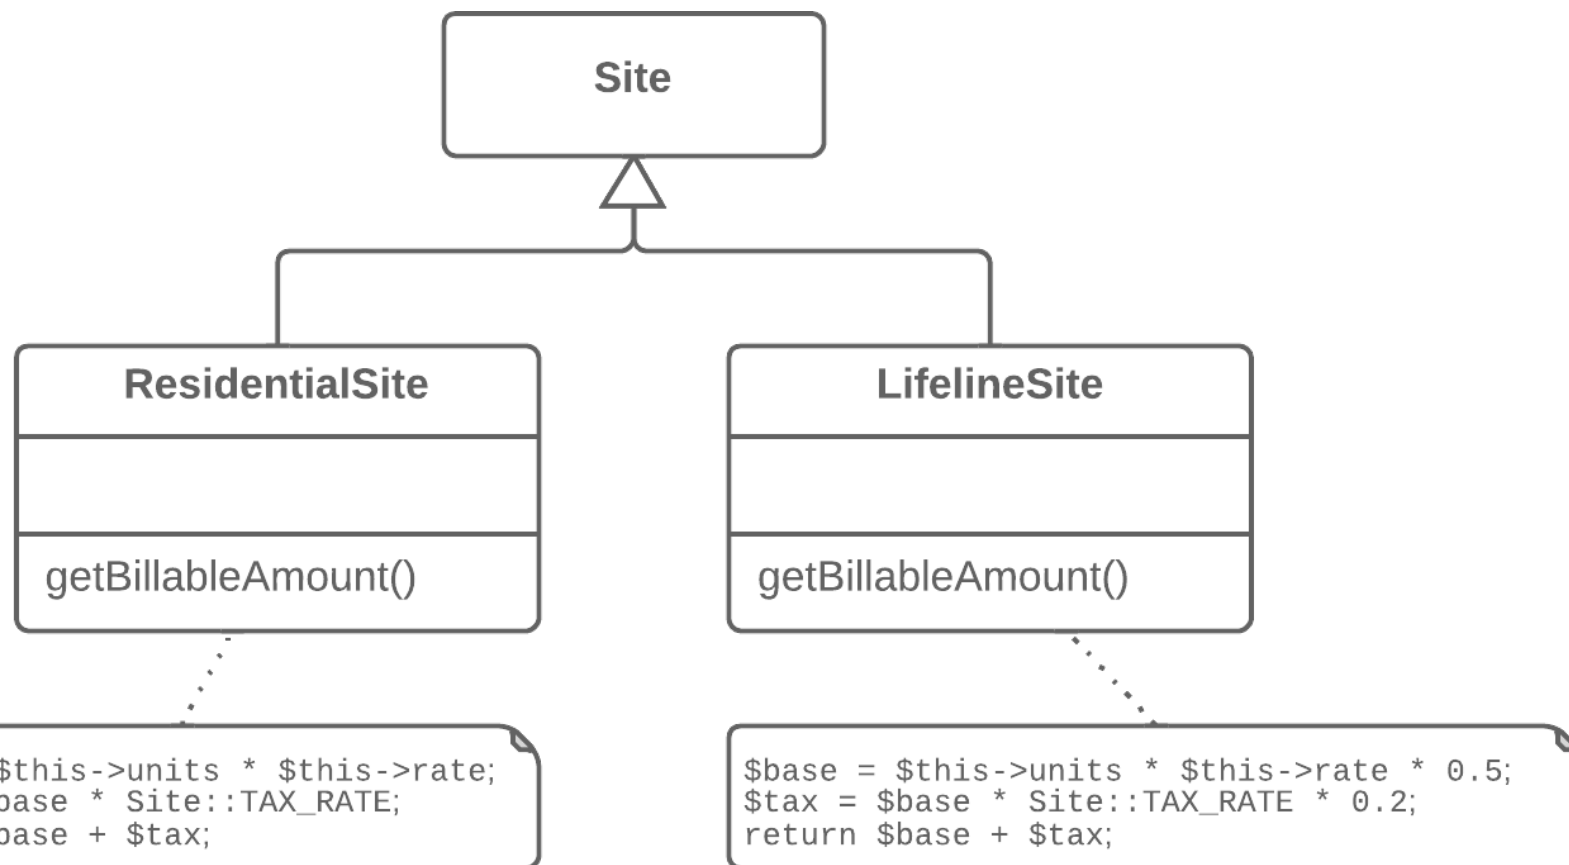 Site
ResidentialSite
LifelineSite
getBillableAmount()
getBillableAmount()
$this->units * $this->rate;
base * Site::TAX_RATE;
base + $tax;
$base = $this->units * $this->rate * 0.5;
$tax = $base * Site::TAX_RATE * 0.2;
return $base + $tax;